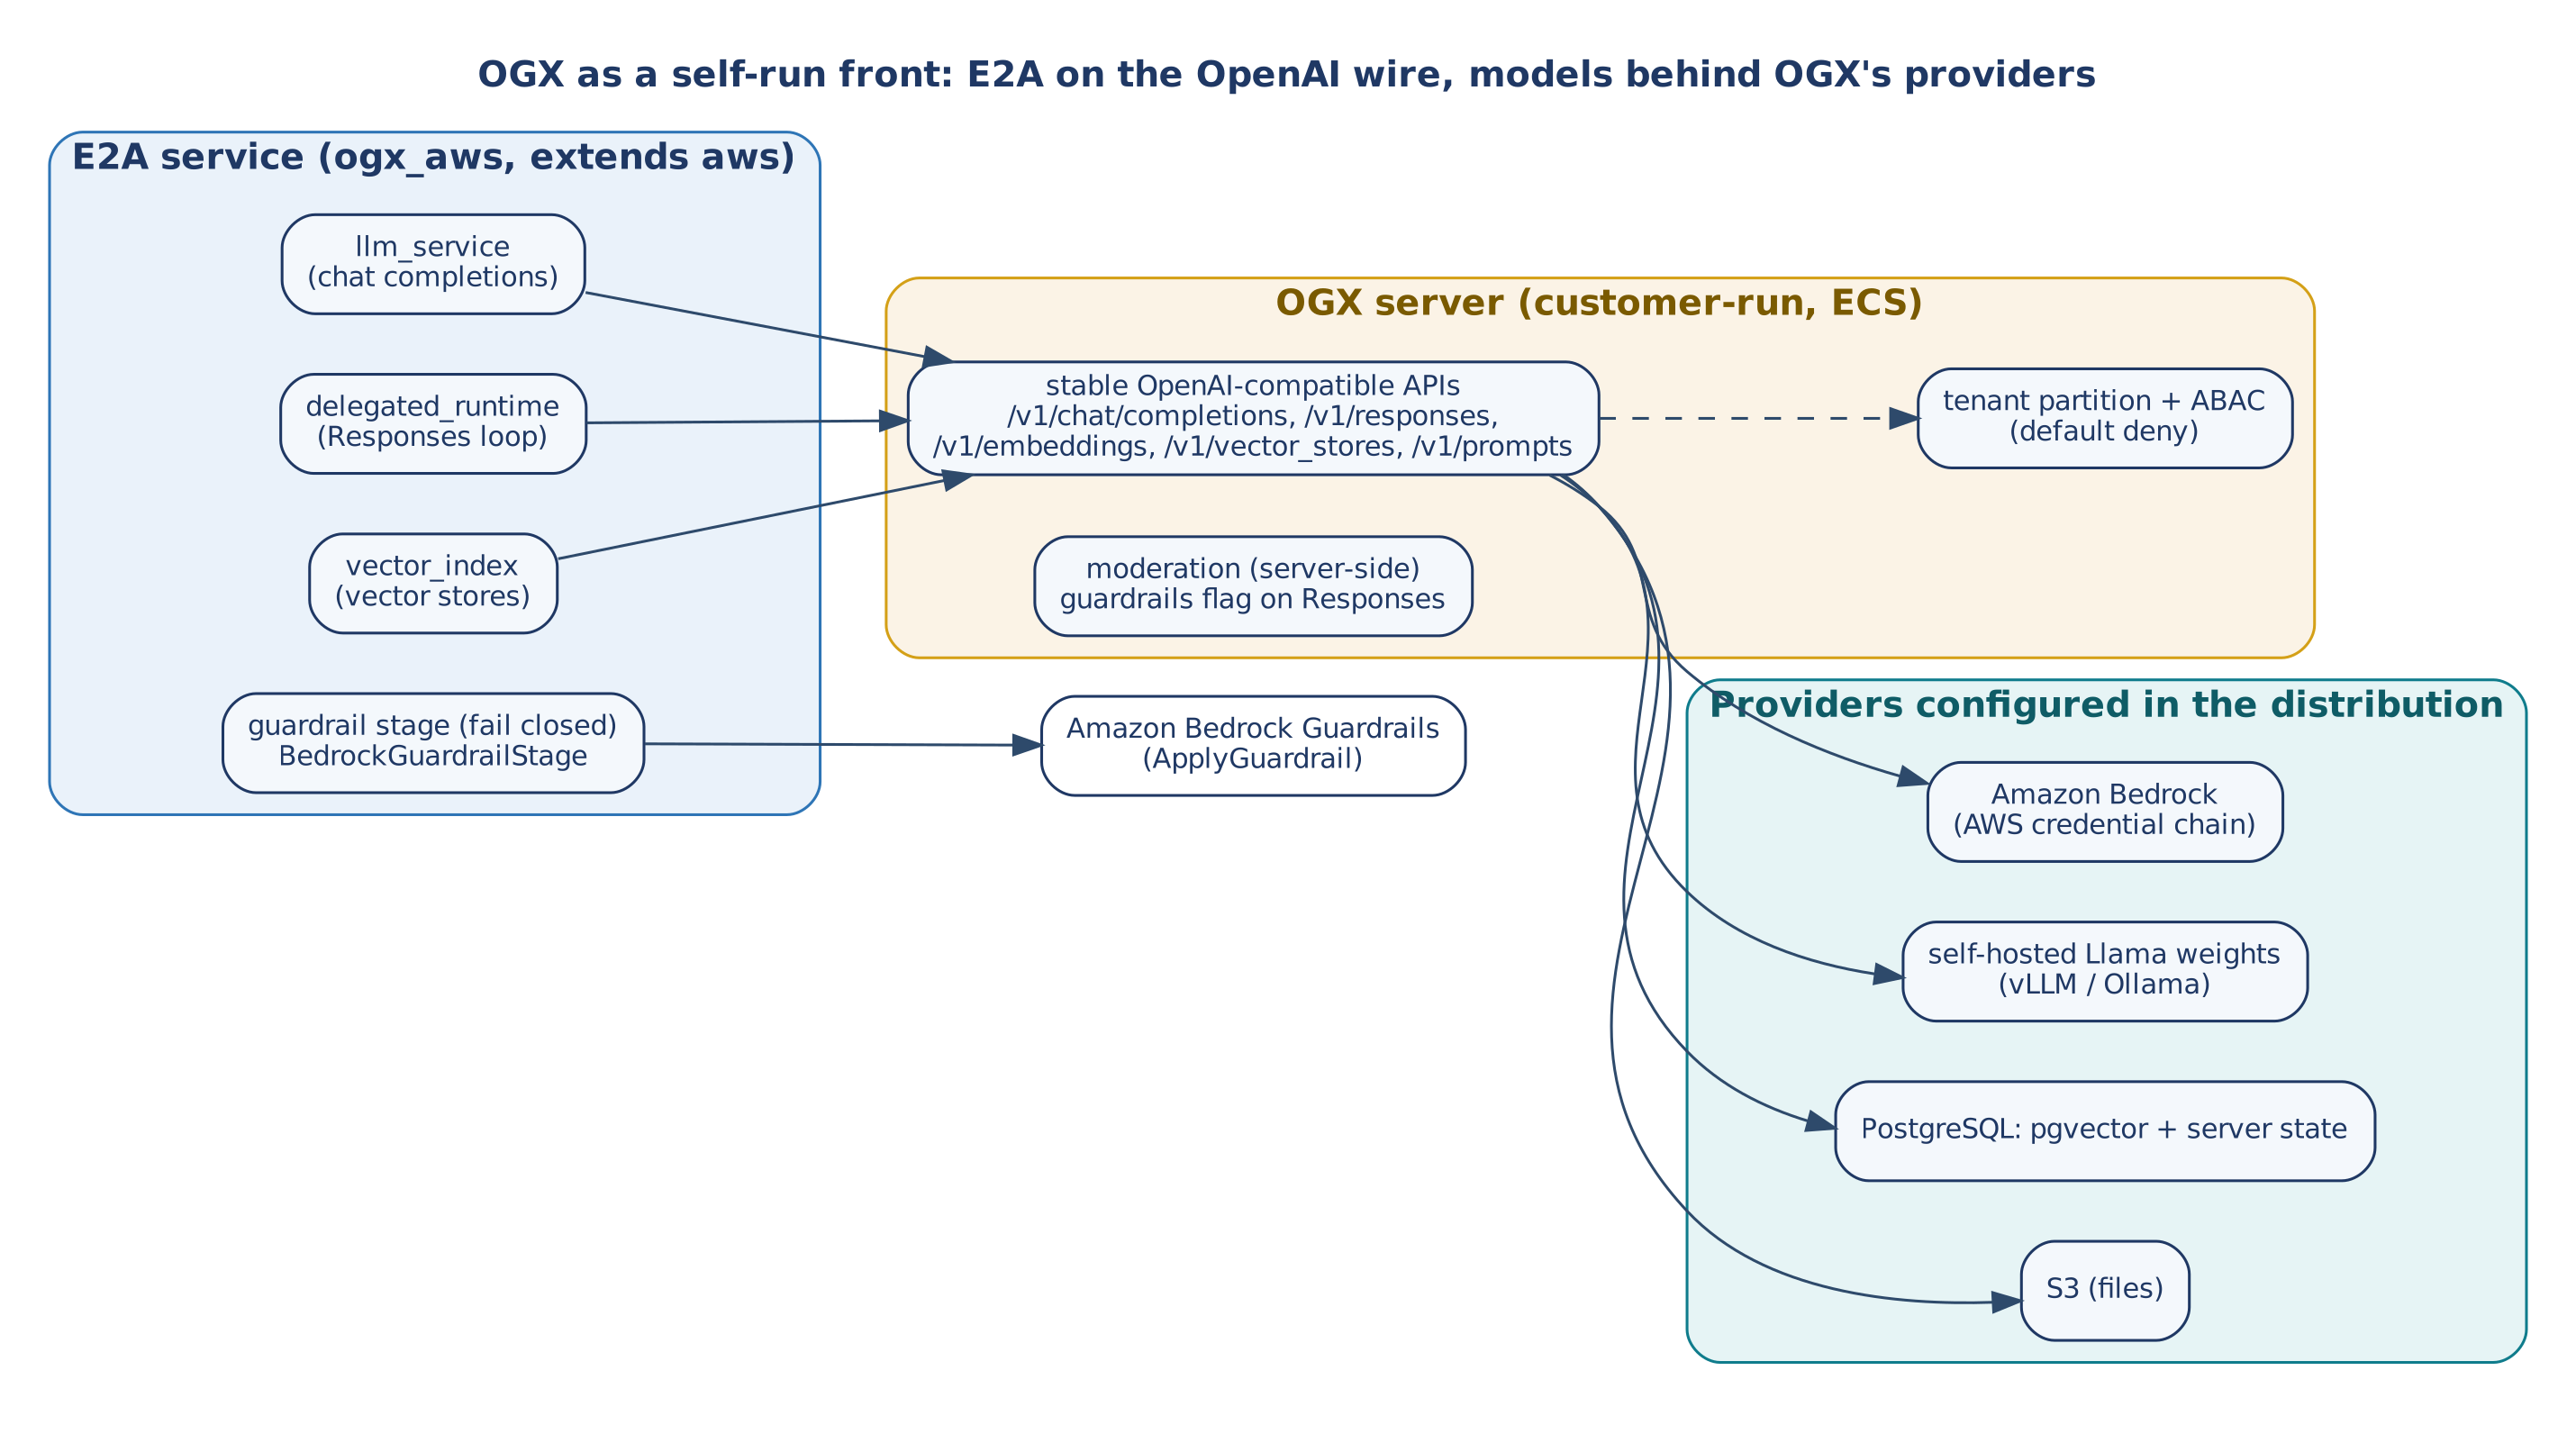 OGX as a self-run front: E2A on the OpenAI wire, models behind OGX's providers
E2A service (ogx_aws, extends aws)
llm_service
(chat completions)
delegated_runtime
(Responses loop)
vector_index
(vector stores)
guardrail stage (fail closed)
BedrockGuardrailStage
OGX server (customer-run, ECS)
stable OpenAI-compatible APIs
/v1/chat/completions, /v1/responses,
/v1/embeddings, /v1/vector_stores, /v1/prompts
tenant partition + ABAC
(default deny)
moderation (server-side)
guardrails flag on Responses
Amazon Bedrock Guardrails
(ApplyGuardrail)
Providers configured in the distribution
Amazon Bedrock
(AWS credential chain)
self-hosted Llama weights
(vLLM / Ollama)
PostgreSQL: pgvector + server state
S3 (files)